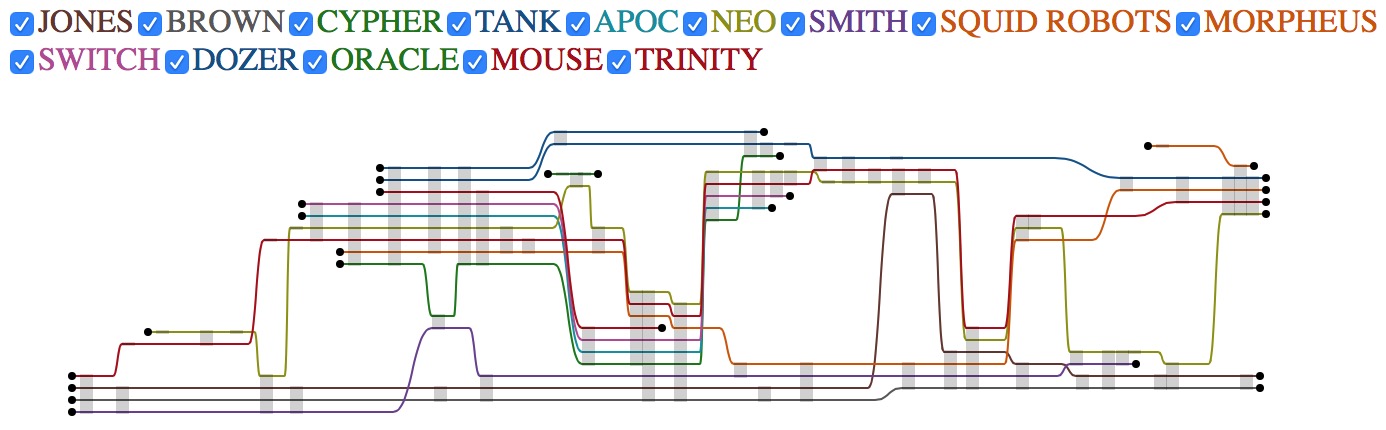 JONES BROWN CYPHER TANK APOC NEO SMITH SQUID ROBOTS MORPHEUS
SWITCH DOZER ORACLE MOUSE TRINITY